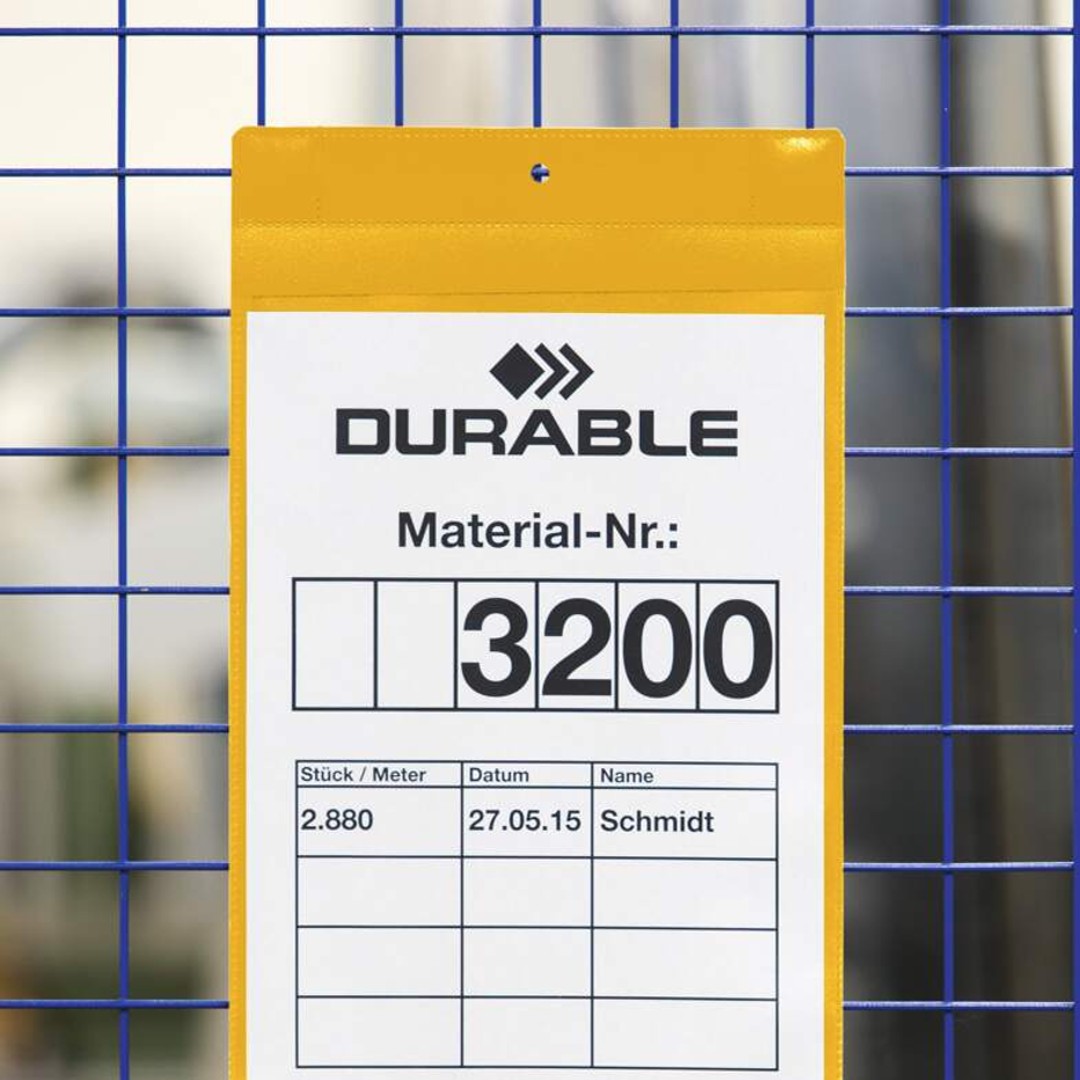 DURABLE
Material-Nr.:
3200
Stück / Meter Datum Name
2.880 27.05.15 Schmidt